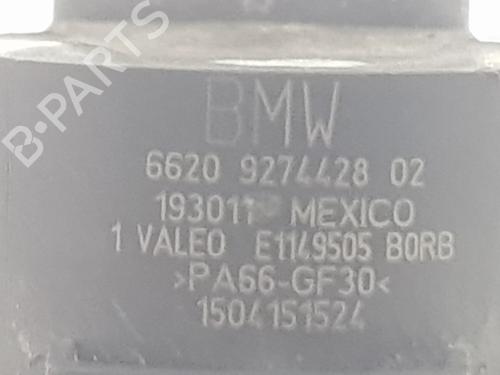 BMW
6620 9274428 02
193011 MEXICO
1 VALEO E1149505 B0RB
>PA66-GF30<
1504151524
B-PARTS